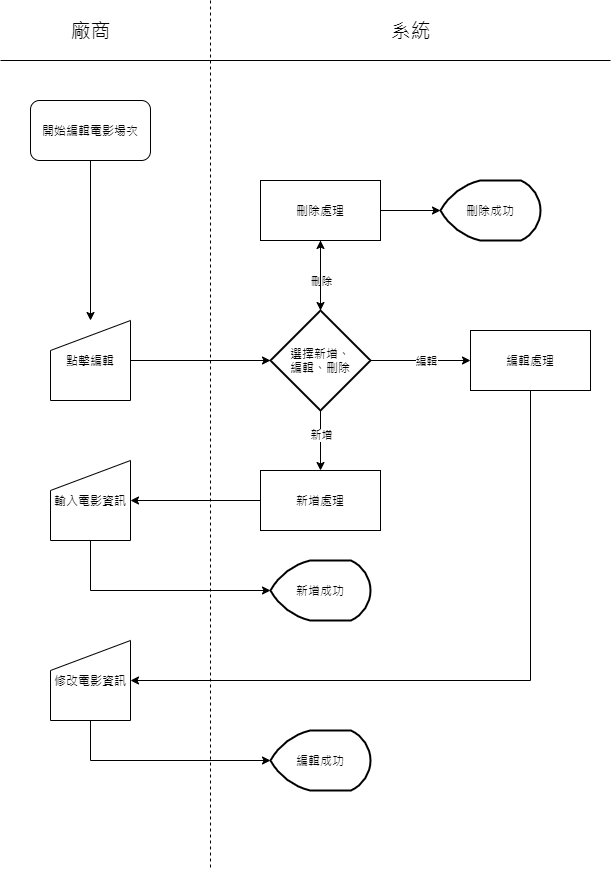 廠商
系統
開始編輯電影場次
刪除處理
刪除成功
刪除
點擊編輯
選擇新增、
編輯、刪除
編輯
編輯處理
新增
輸入電影資訊
新增處理
新增成功
修改電影資訊
編輯成功